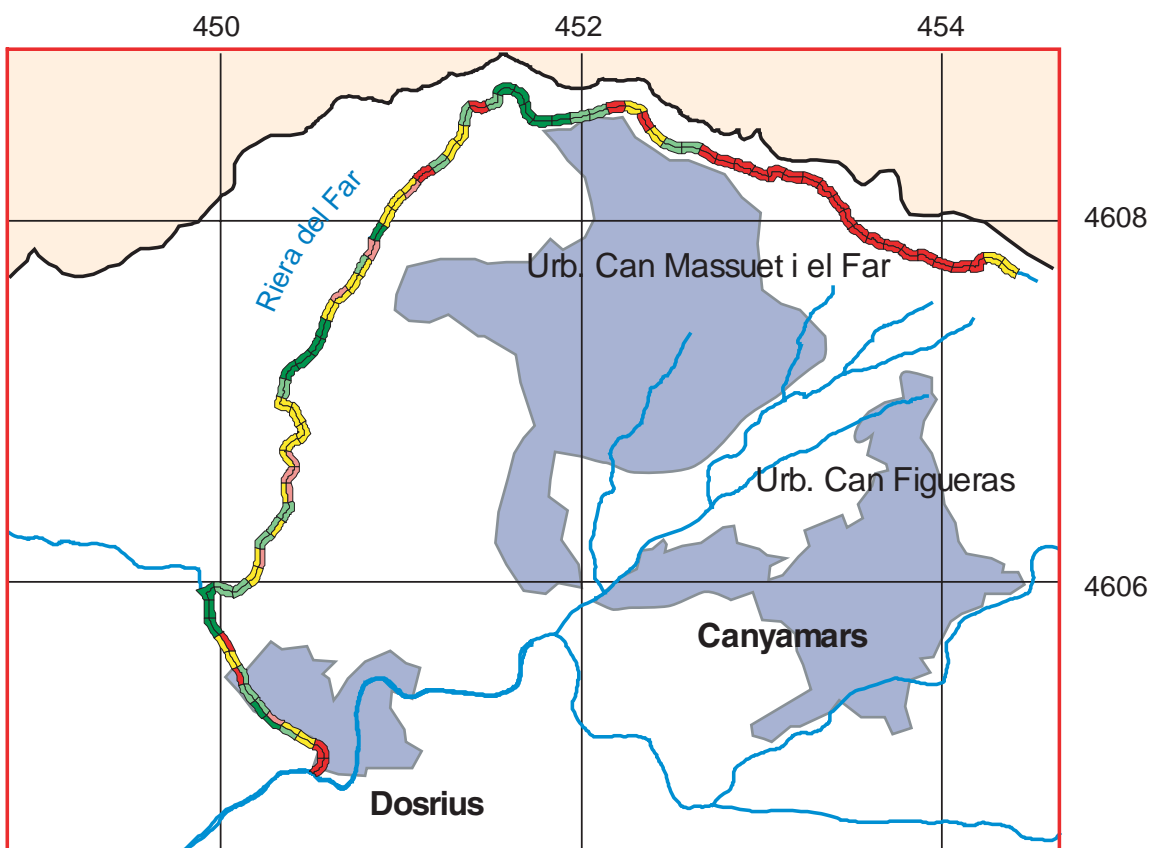 450
452
454
4608
Riera del Far
Urb. Can Massuet i el Far
Urb. Can Figueras
4606
Canyamars
Dosrius